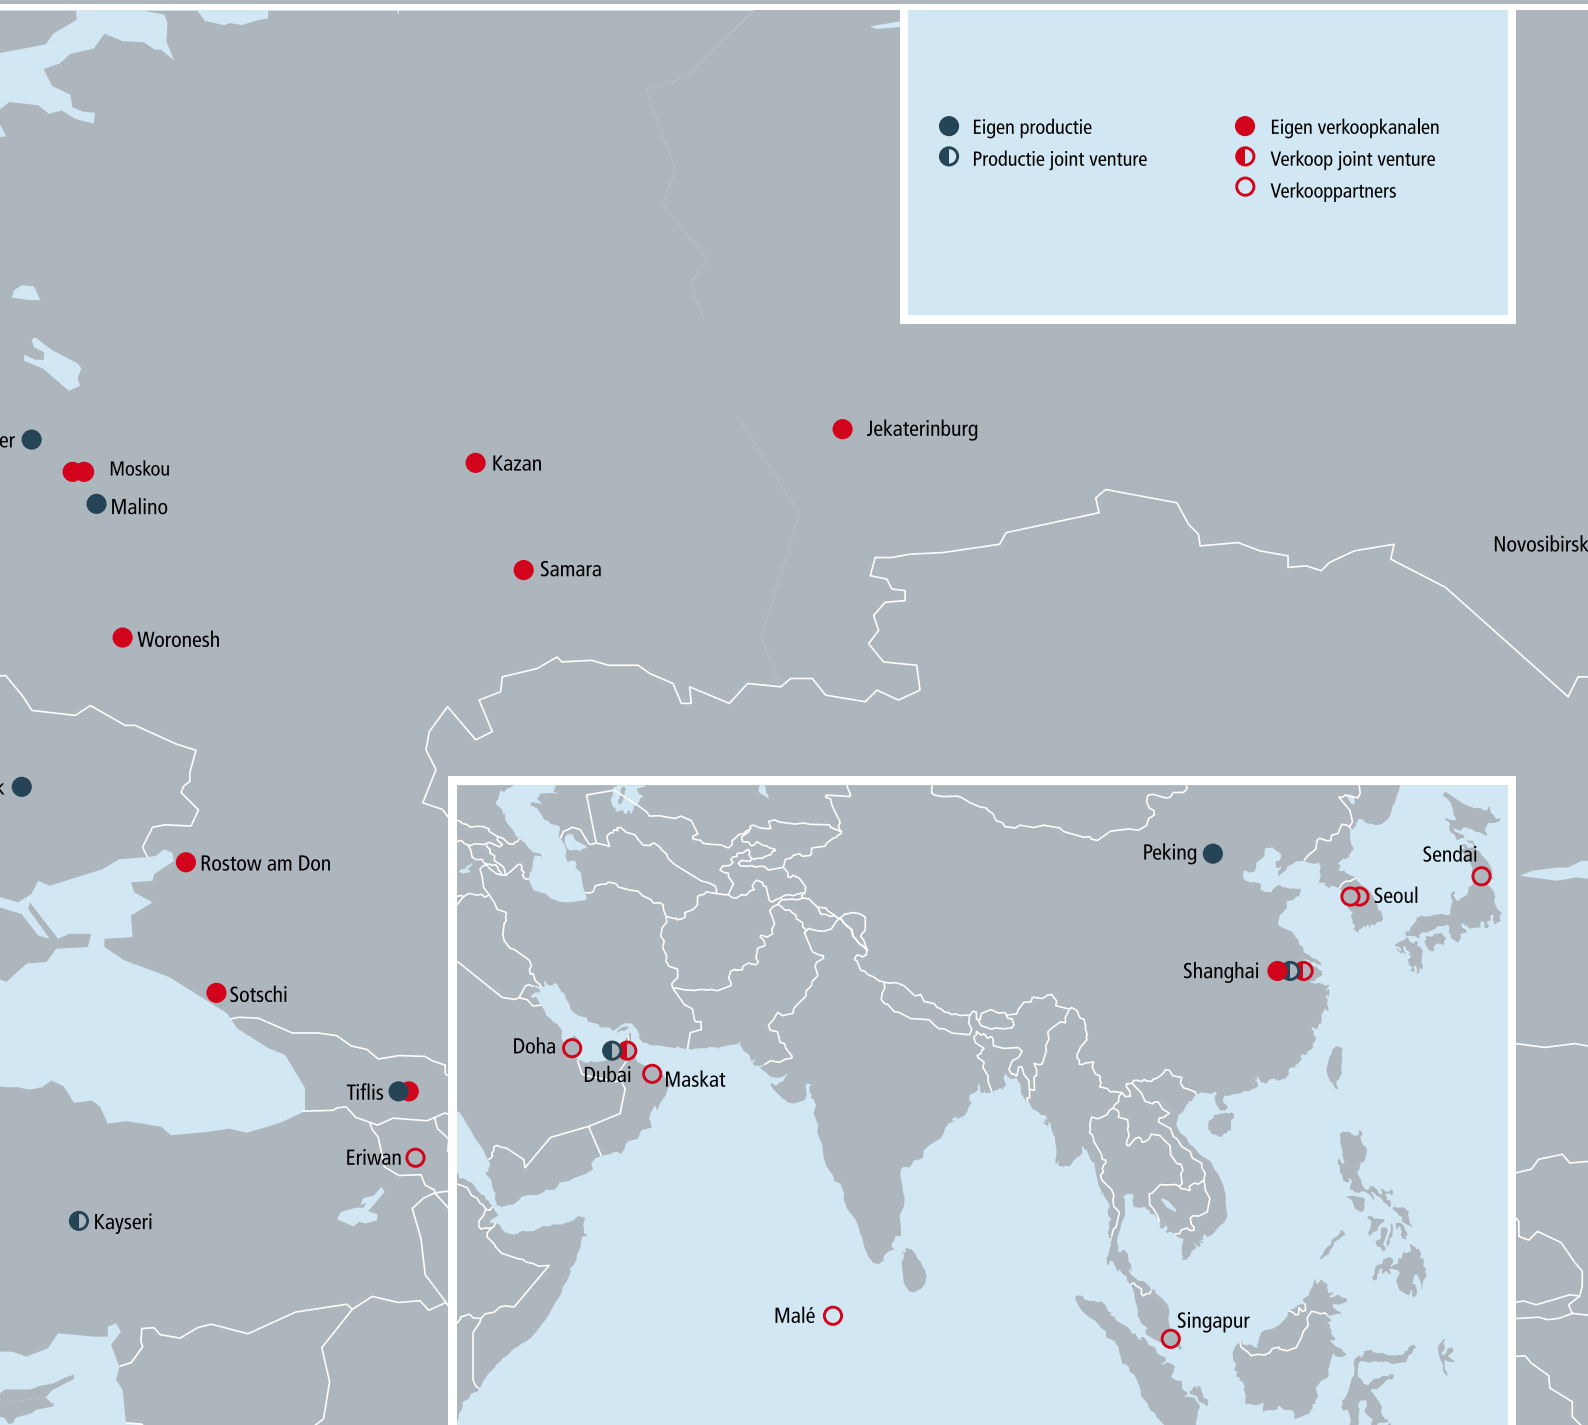 Eigen productie
Productie joint venture
Eigen verkoopkanalen
Verkoop joint venture
Verkooppartners
Jekaterinburg
er
Moskou
Kazan
Malino
Novosibirsk
Samara
Woronesh
Rostow am Don
Sotschi
Tiflis
Eriwan
Kayseri
Peking
Sendai
Seoul
Shanghai
Doha
Dubai
Maskat
Malé
Singapur